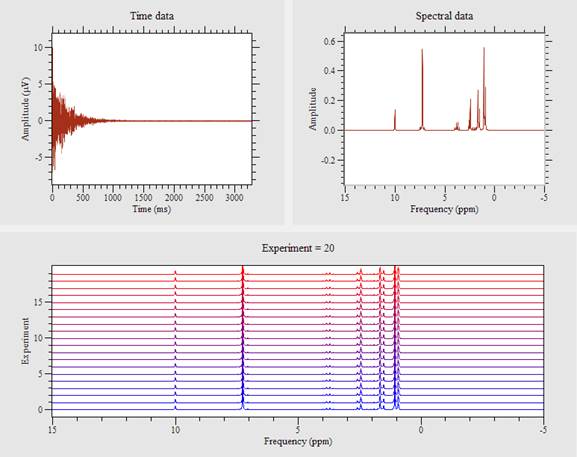 Time data
Amplitude (µV)
10
5
0
-5
0 500 1000 1500 2000 2500 3000
Time (ms)
Spectral data
Amplitude
0.6
0.4
0.2
0.0
-0.2
15 10 5 0 -5
Frequency (ppm)
Experiment = 20
Experiment
15
10
5
0
15 10 5 0 -5
Frequency (ppm)